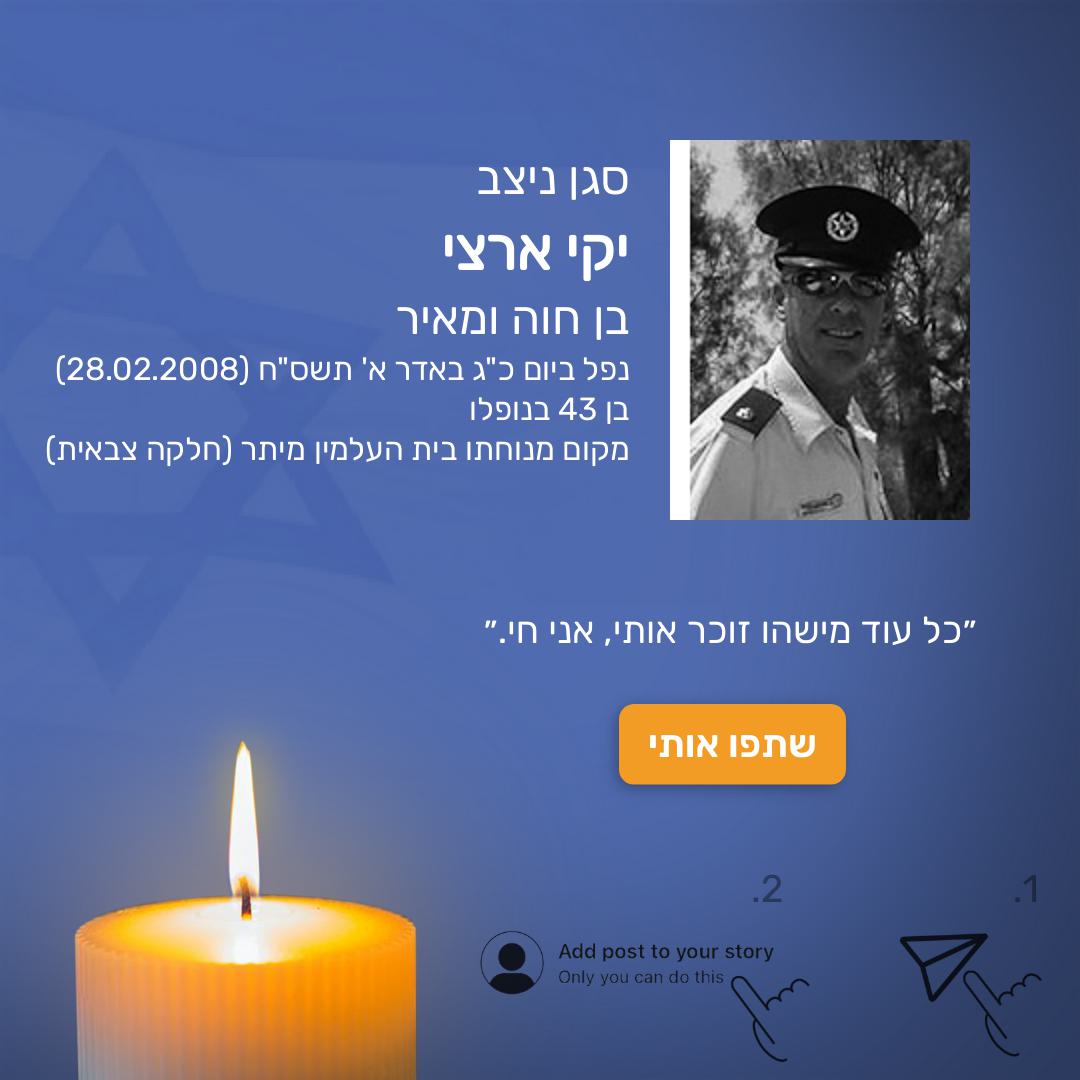 סגן ניצב
יקי ארצי
בן חוה ומאיר
נפל ביום כ"ג באדר א' תשס"ח (28.02.2008)
בן 43 בנופלו
מקום מנוחתו בית העלמין מיתר (חלקה צבאית)
״כל עוד מישהו זוכר אותי, אני חי.״
שתפו אותי
.1
.2
Add post to your story
Only you can do this